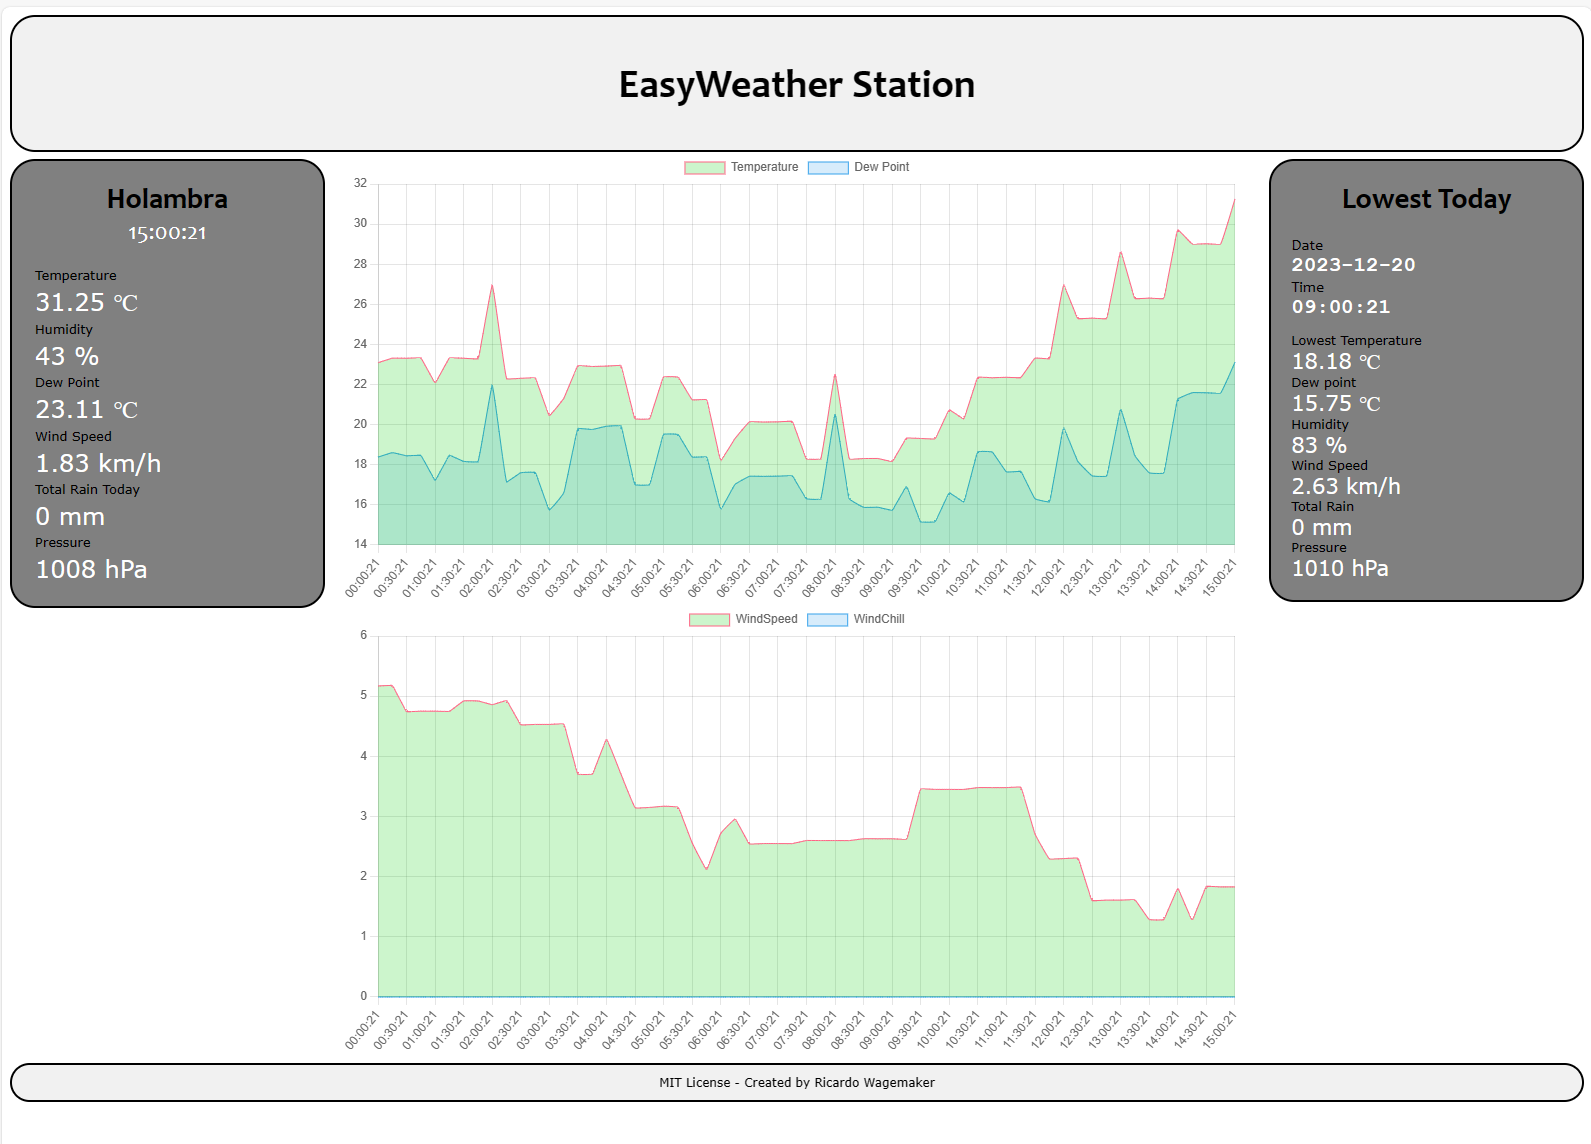 EasyWeather Station
Holambra
15:00:21
Temperature
31.25 ℃
Humidity
43 %
Dew Point
23.11 ℃
Wind Speed
1.83 km/h
Total Rain Today
0 mm
Pressure
1008 hPa
Temperature Dew Point
32
30
28
26
24
22
20
18
16
14
00:00:21 00:30:21 01:00:21 01:30:21 02:00:21 02:30:21 03:00:21 03:30:21 04:00:21 04:30:21 05:00:21 05:30:21 06:00:21 06:30:21 07:00:21 07:30:21 08:00:21 08:30:21 09:00:21 09:30:21 10:00:21 10:30:21 11:00:21 11:30:21 12:00:21 12:30:21 13:00:21 13:30:21 14:00:21 14:30:21 15:00:21
WindSpeed WindChill
6
5
4
3
2
1
0
00:00:21 00:30:21 01:00:21 01:30:21 02:00:21 02:30:21 03:00:21 03:30:21 04:00:21 04:30:21 05:00:21 05:30:21 06:00:21 06:30:21 07:00:21 07:30:21 08:00:21 08:30:21 09:00:21 09:30:21 10:00:21 10:30:21 11:00:21 11:30:21 12:00:21 12:30:21 13:00:21 13:30:21 14:00:21 14:30:21 15:00:21
Lowest Today
Date
2023-12-20
Time
09:00:21
Lowest Temperature
18.18 ℃
Dew point
15.75 ℃
Humidity
83 %
Wind Speed
2.63 km/h
Total Rain
0 mm
Pressure
1010 hPa
MIT License - Created by Ricardo Wagemaker